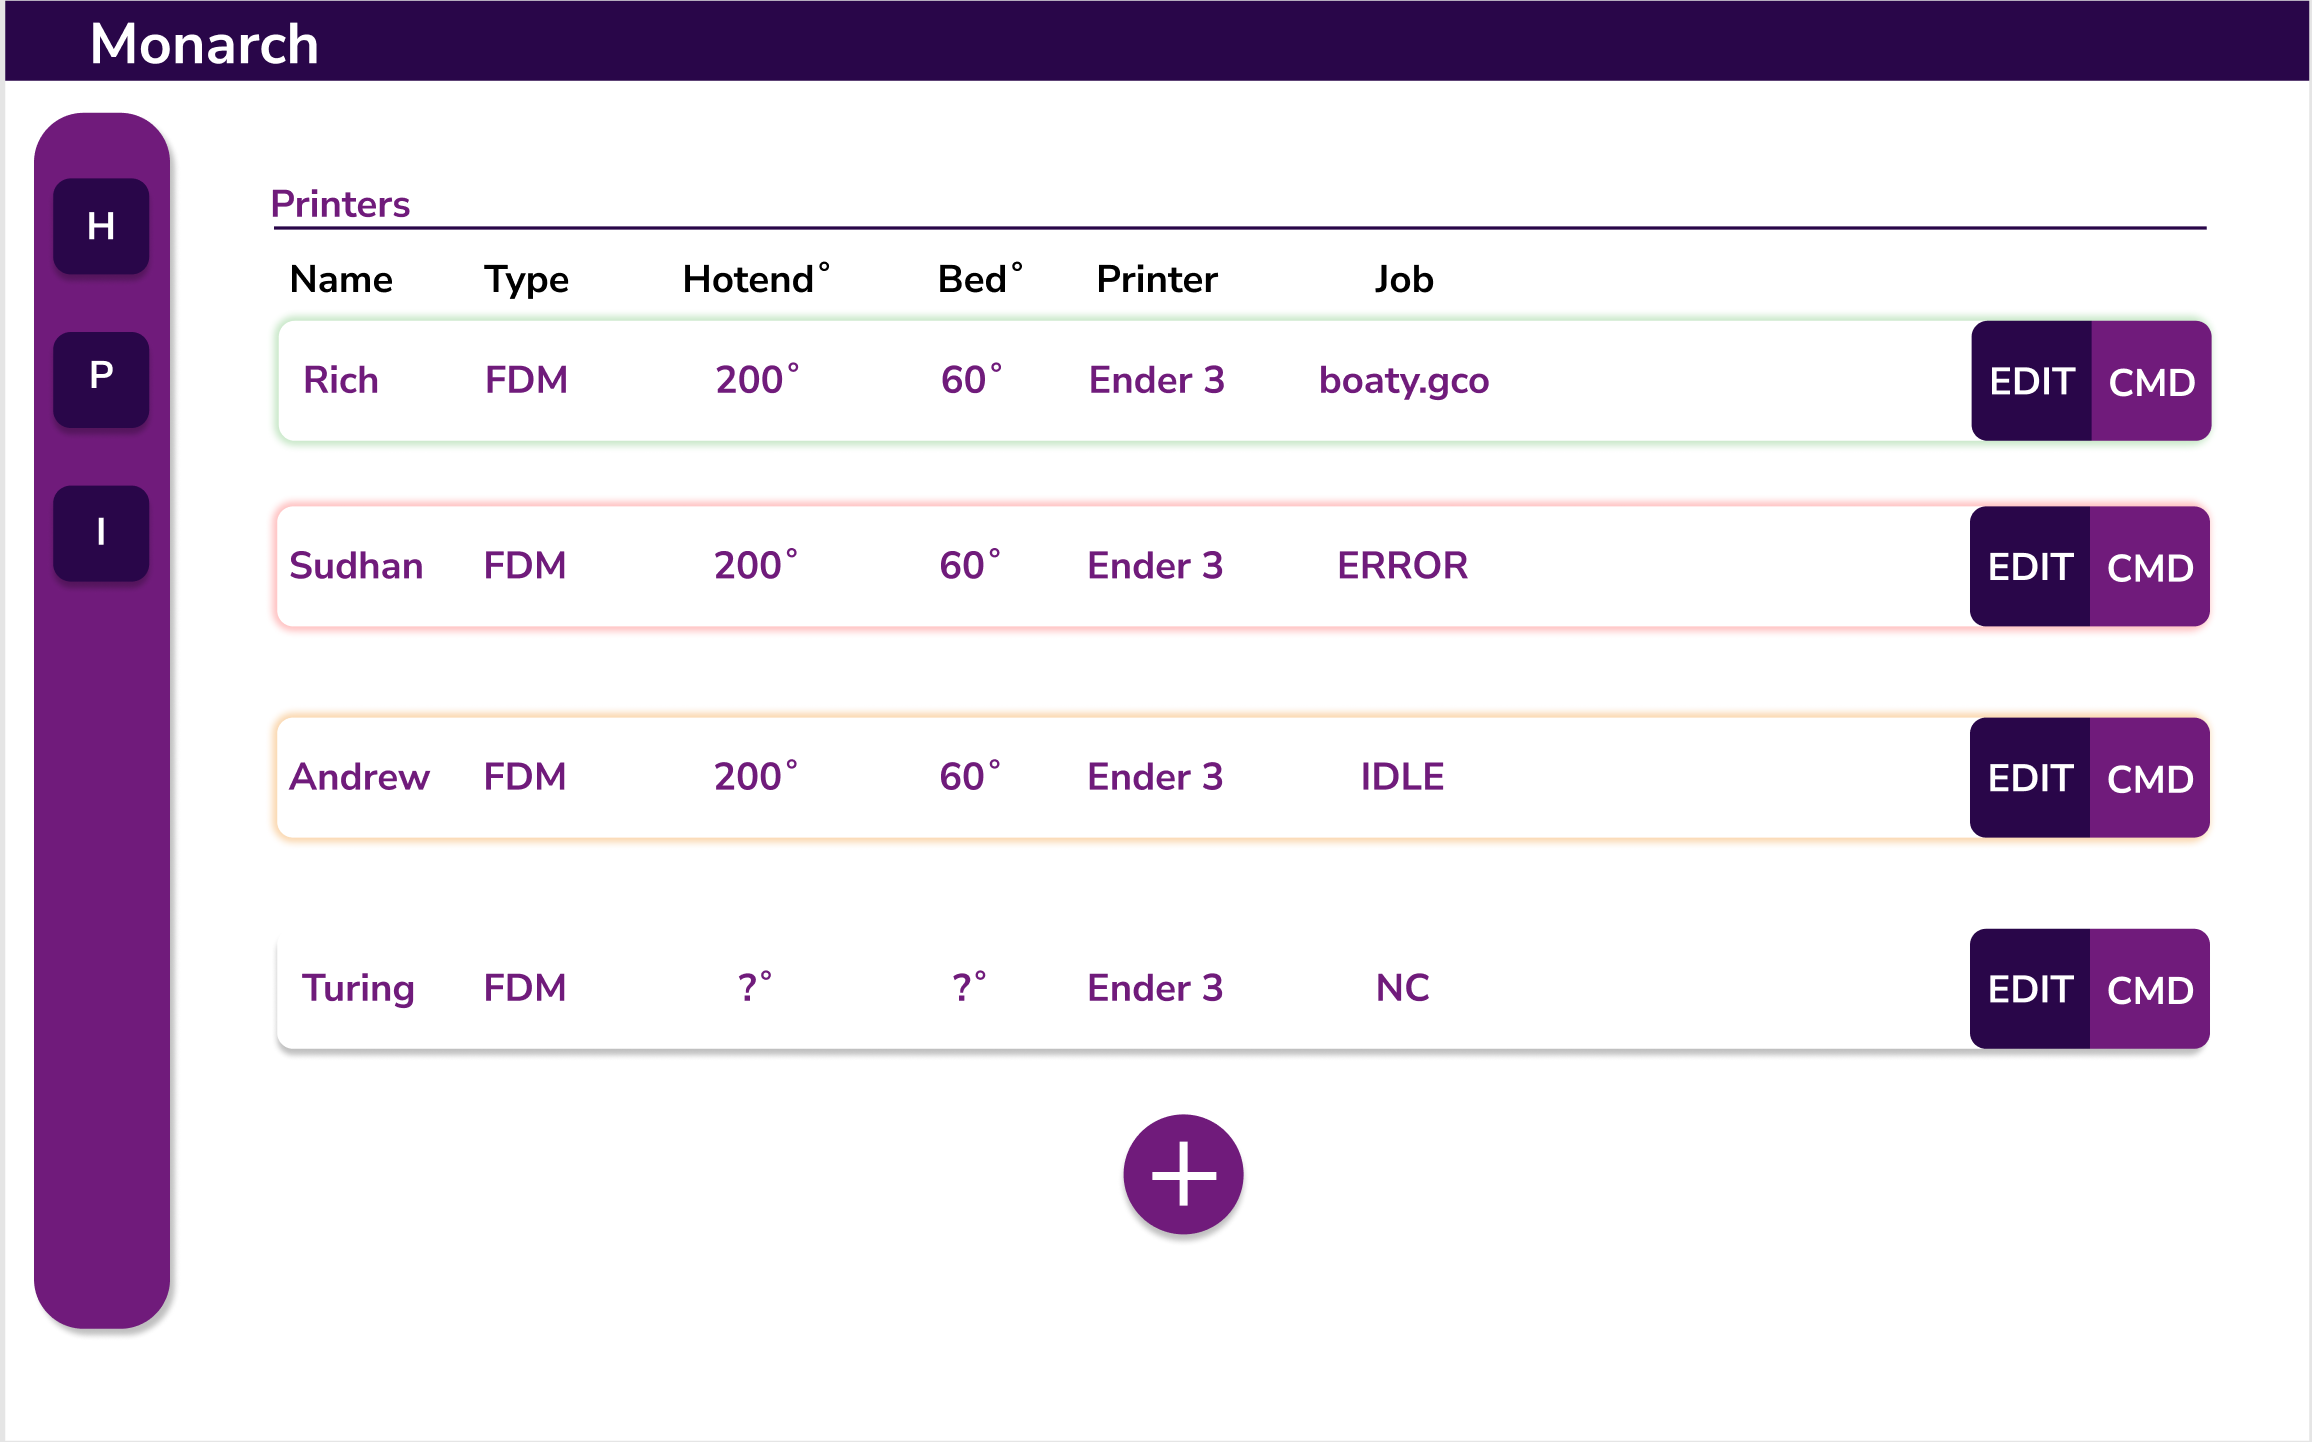 Monarch
H
P
I
Printers
Name Type Hotend° Bed° Printer Job
Rich FDM 200° 60° Ender 3 boaty.gco EDIT CMD
Sudhan FDM 200° 60° Ender 3 ERROR EDIT CMD
Andrew FDM 200° 60° Ender 3 IDLE EDIT CMD
Turing FDM ?° ?° Ender 3 NC EDIT CMD
+